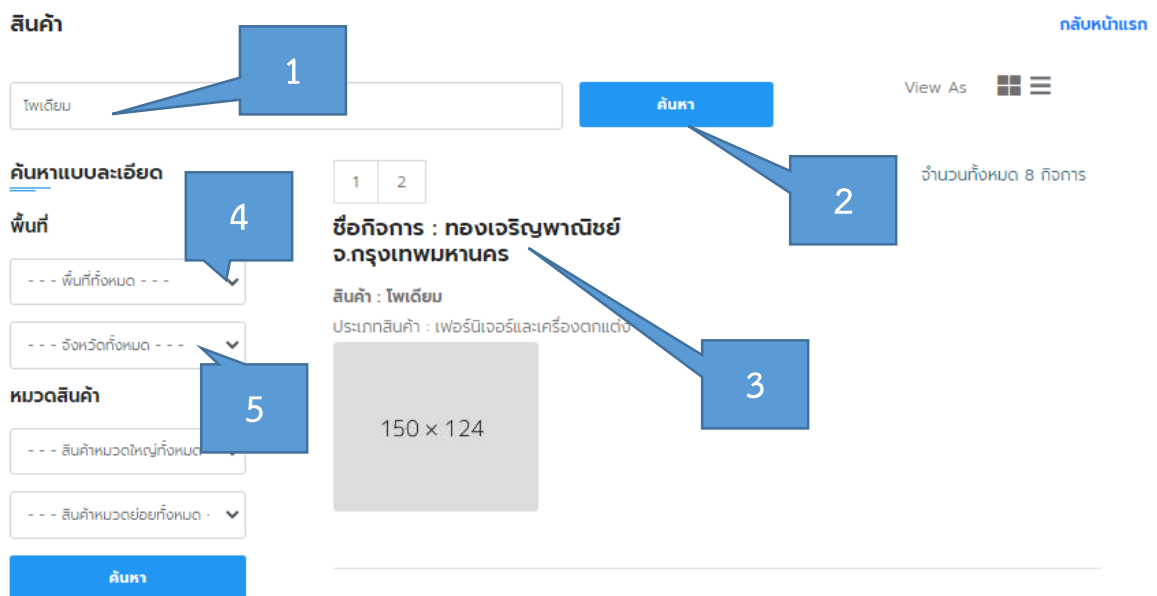 สินค้า
กลับหน้าแรก
1
โพเดียม
ค้นหา
View As
ค้นหาแบบละเอียด
1 2
2
จำนวนทั้งหมด 8 กิจการ
พื้นที่
4
ชื่อกิจการ : ทองเจริญพาณิชย์
จ.กรุงเทพมหานคร
- - - พื้นที่ทั้งหมด - - -
สินค้า : โพเดียม
ประเภทสินค้า : เฟอร์นิเจอร์และเครื่องตกแต่ง
- - - จังหวัดทั้งหมด - - -
3
หมวดสินค้า
5
150 × 124
- - - สินค้าหมวดใหญ่ทั้งหมด
- - - สินค้าหมวดย่อยทั้งหมด -
ค้นหา